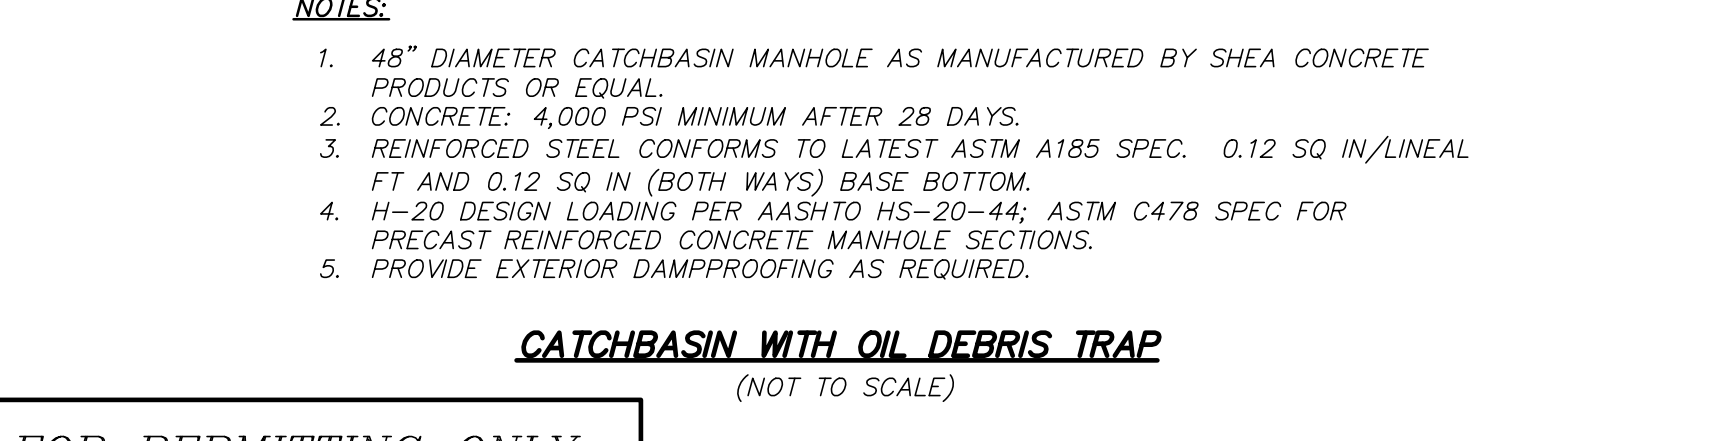 NOTES:
1. 48" DIAMETER CATCHBASIN MANHOLE AS MANUFACTURED BY SHEA CONCRETE
PRODUCTS OR EQUAL.
2. CONCRETE: 4,000 PSI MINIMUM AFTER 28 DAYS.
3. REINFORCED STEEL CONFORMS TO LATEST ASTM A185 SPEC. 0.12 SQ IN/LINEAL
FT AND 0.12 SQ IN (BOTH WAYS) BASE BOTTOM.
4. H-20 DESIGN LOADING PER AASHTO HS-20-44; ASTM C478 SPEC FOR
PRECAST REINFORCED CONCRETE MANHOLE SECTIONS.
5. PROVIDE EXTERIOR DAMPPROOFING AS REQUIRED.
CATCHBASIN WITH OIL DEBRIS TRAP
(NOT TO SCALE)
FOR PERMITTING ONLY